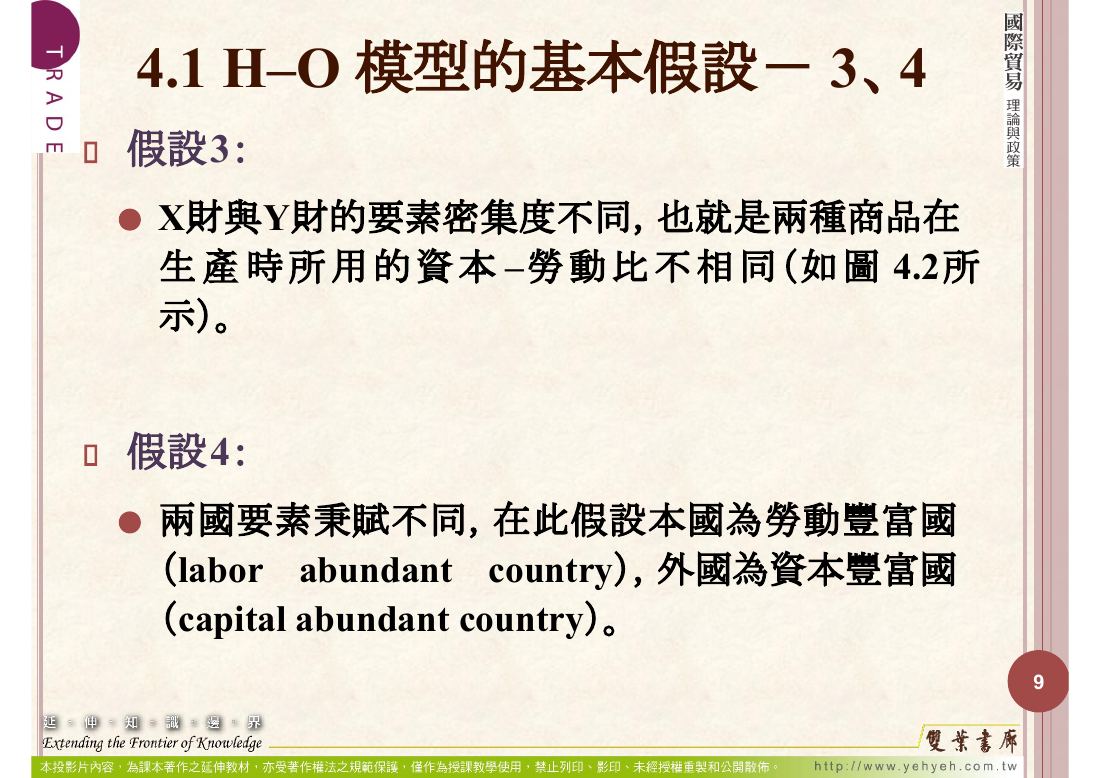 TRADE
國際貿易 理論與政策
4.1 H–O 模型的基本假設－ 3、4
假設3：
X財與Y財的要素密集度不同，也就是兩種商品在
生產時所用的資本–勞動比不相同（如圖 4.2所
示）。
假設4：
兩國要素秉賦不同，在此假設本國為勞動豐富國
（labor abundant country），外國為資本豐富國
（capital abundant country）。
9
延‧伸‧知‧識‧邊‧界
Extending the Frontier of Knowledge
雙葉書廊
本投影片內容，為課本著作之延伸教材，亦受著作權法之規範保護，僅作為授課教學使用，禁止列印、影印、未經授權重製和公開散佈。
http://www.yehyeh.com.tw